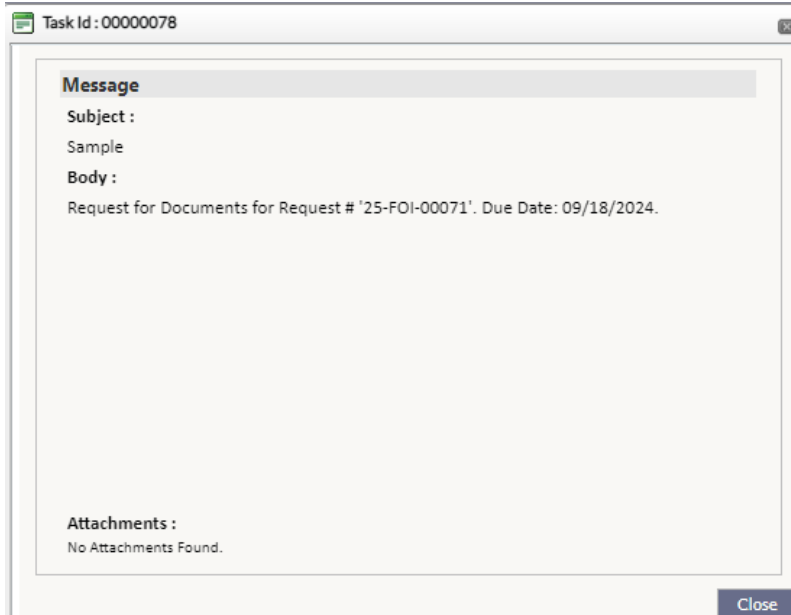 Task Id : 00000078
Message
Subject :
Sample
Body :
Request for Documents for Request # '25-FOI-00071'. Due Date: 09/18/2024.
Attachments :
No Attachments Found.
Close